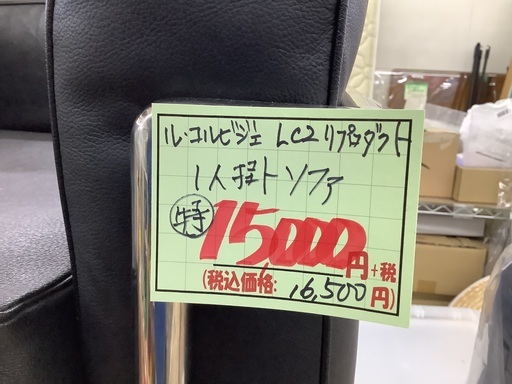 ル・コルビジェ LC2リプロダクト
1人掛トソファ
特 15000円+税
(税込価格: 16,500円)